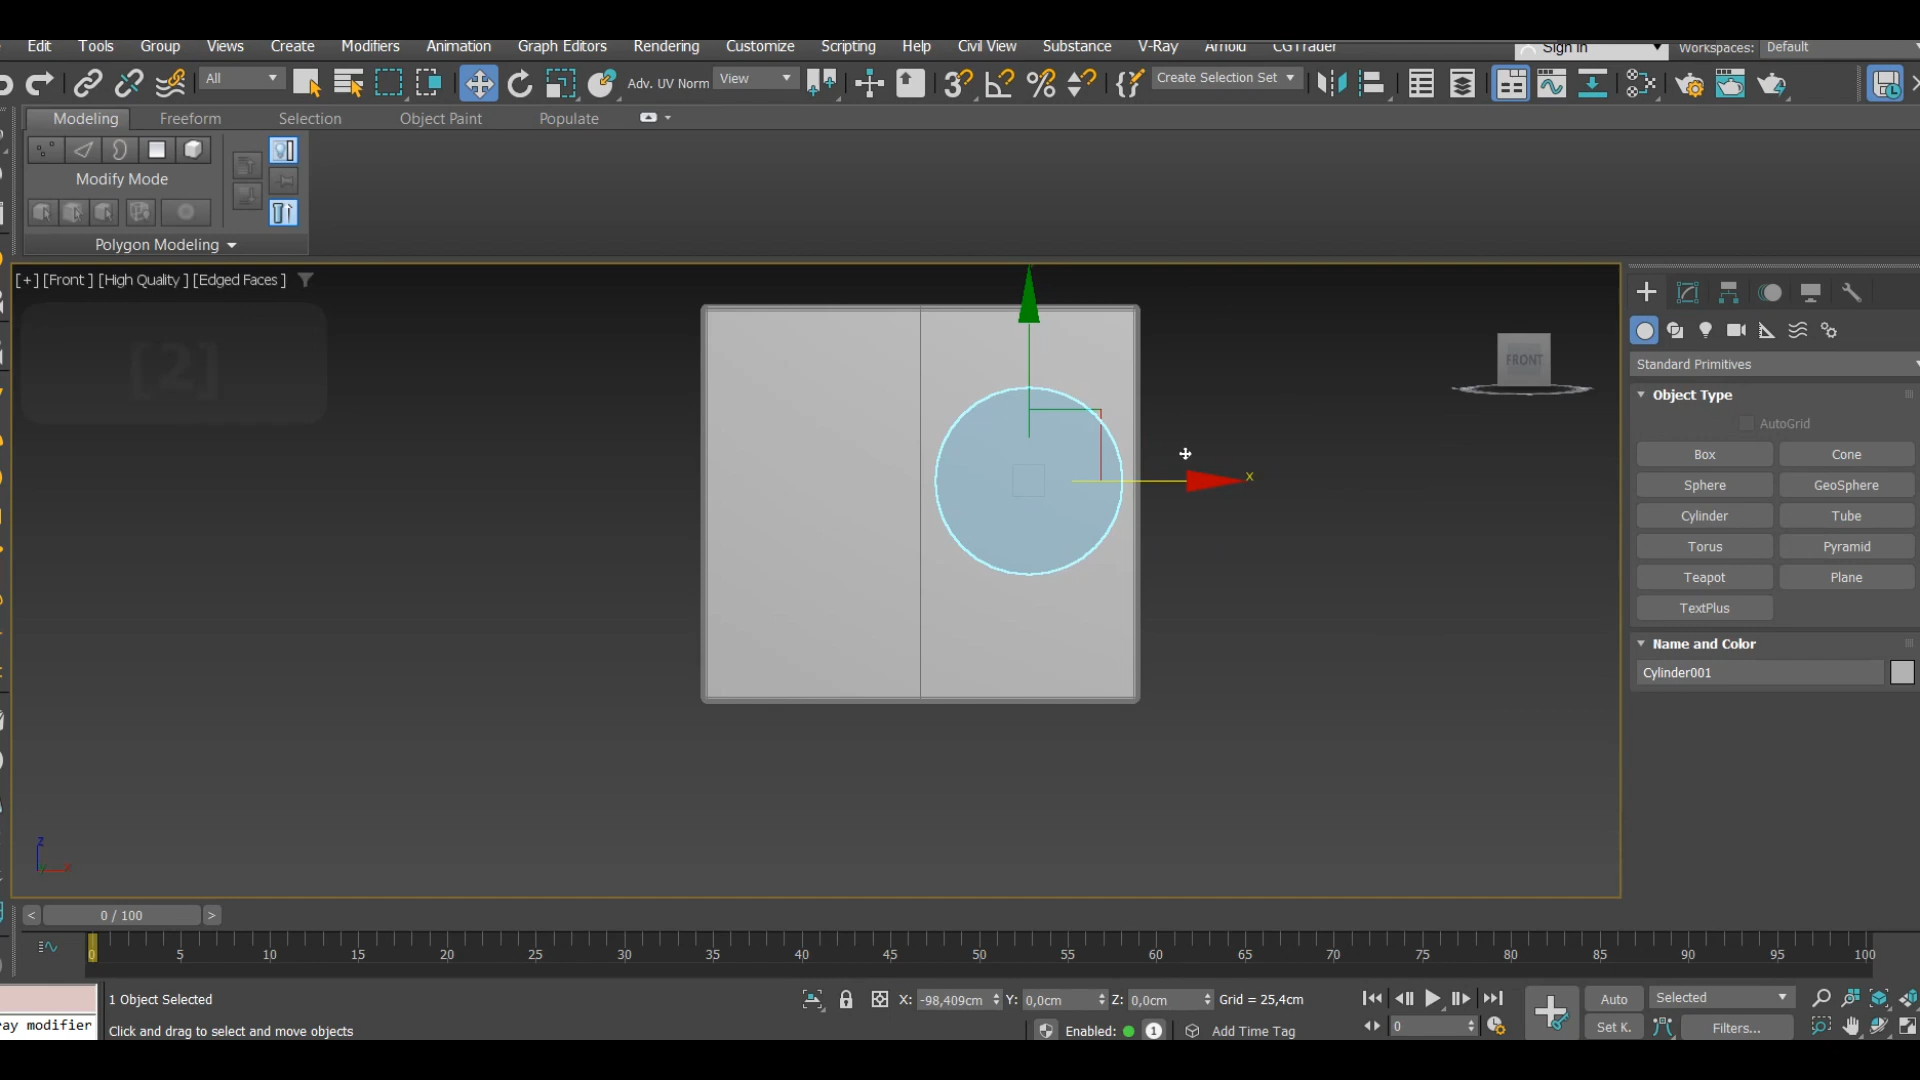 Edit Tools Group Views Create Modifiers Animation Graph Editors Rendering Customize Scripting Help Civil View Substance V-Ray Arnold CGTrader Sign In Workspaces: Default
All Adv. UV Norm View Create Selection Set
Modeling Freeform Selection Object Paint Populate
Modify Mode
Polygon Modeling
[+] [Front ] [High Quality ] [Edged Faces ]
[2]
x
FRONT
Standard Primitives
Object Type
AutoGrid
Box Cone
Sphere GeoSphere
Cylinder Tube
Torus Pyramid
Teapot Plane
TextPlus
Name and Color
Cylinder001
z
x
< 0 / 100 >
0 5 10 15 20 25 30 35 40 45 50 55 60 65 70 75 80 85 90 95 100
1 Object Selected X: -98,409cm Y: 0,0cm Z: 0,0cm Grid = 25,4cm Auto Selected
ray modifier Click and drag to select and move objects Enabled: 1 Add Time Tag 0 Set K. Filters...